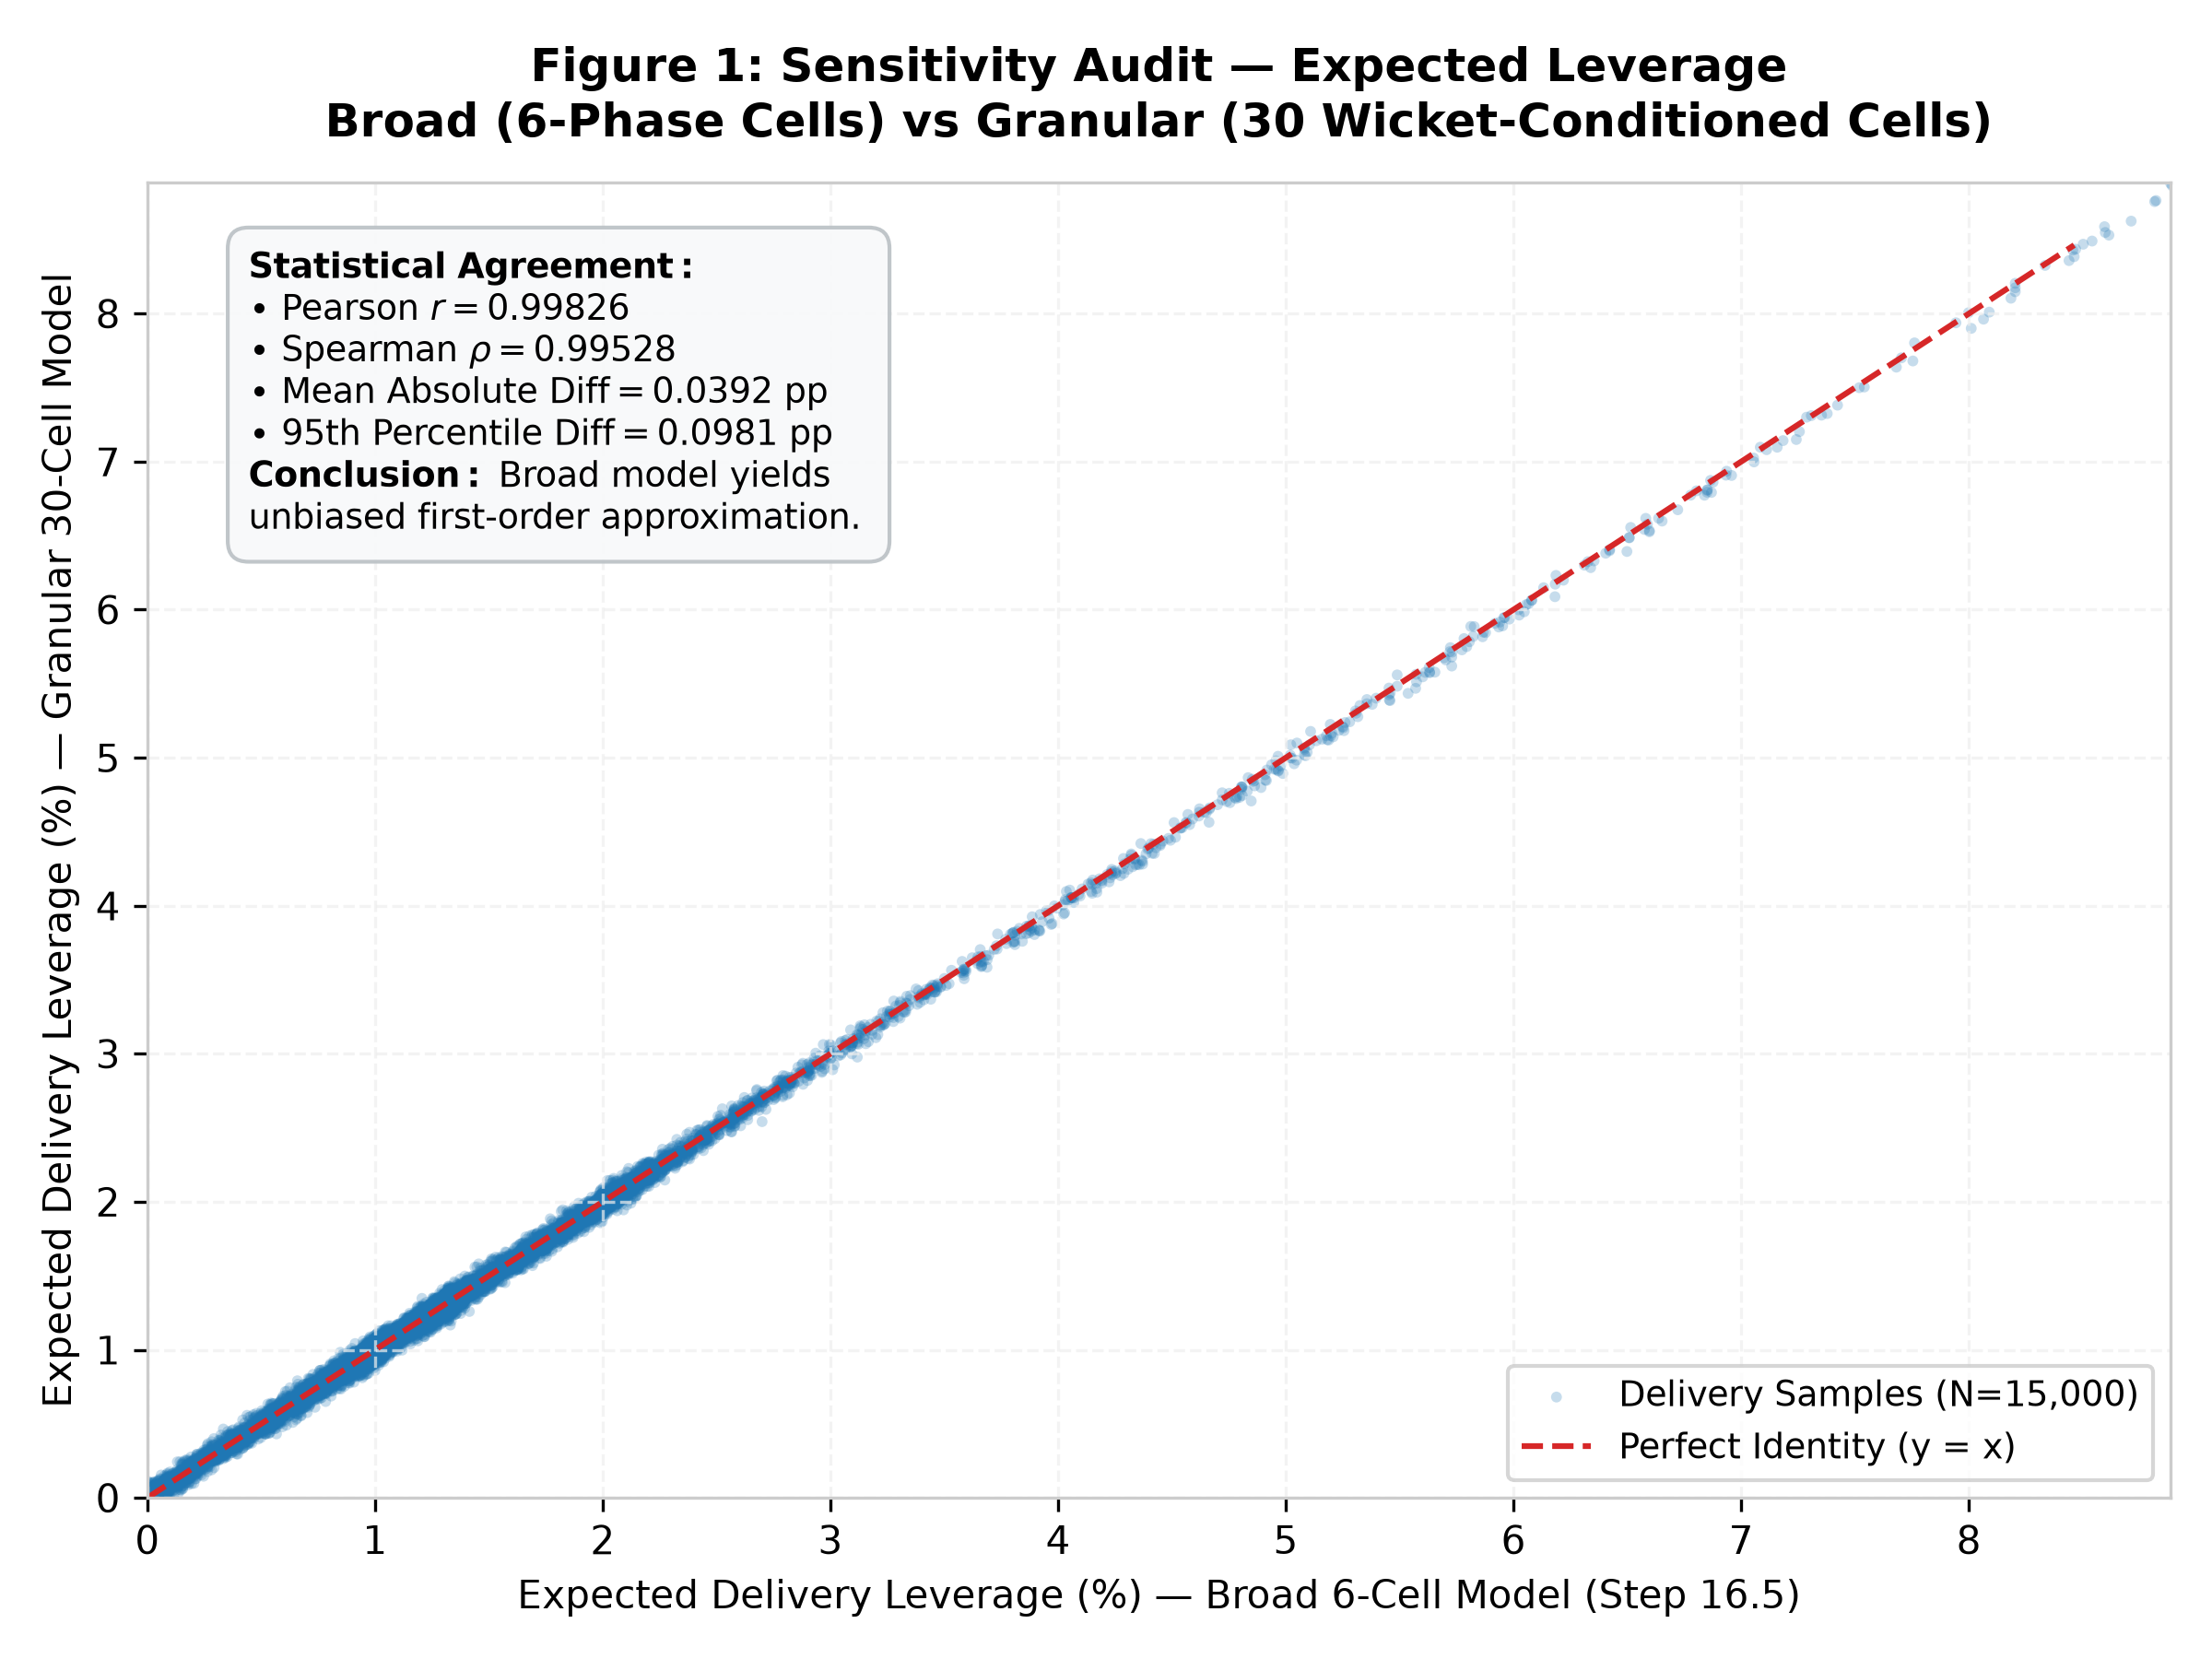 Figure 1: Sensitivity Audit — Expected Leverage
Broad (6-Phase Cells) vs Granular (30 Wicket-Conditioned Cells)
Expected Delivery Leverage (%) — Granular 30-Cell Model
8
7
6
5
4
3
2
1
0
Statistical Agreement:
• Pearson r = 0.99826
• Spearman ρ = 0.99528
• Mean Absolute Diff = 0.0392 pp
• 95th Percentile Diff = 0.0981 pp
Conclusion: Broad model yields
unbiased first-order approximation.
Delivery Samples (N=15,000)
Perfect Identity (y = x)
0 1 2 3 4 5 6 7 8
Expected Delivery Leverage (%) — Broad 6-Cell Model (Step 16.5)